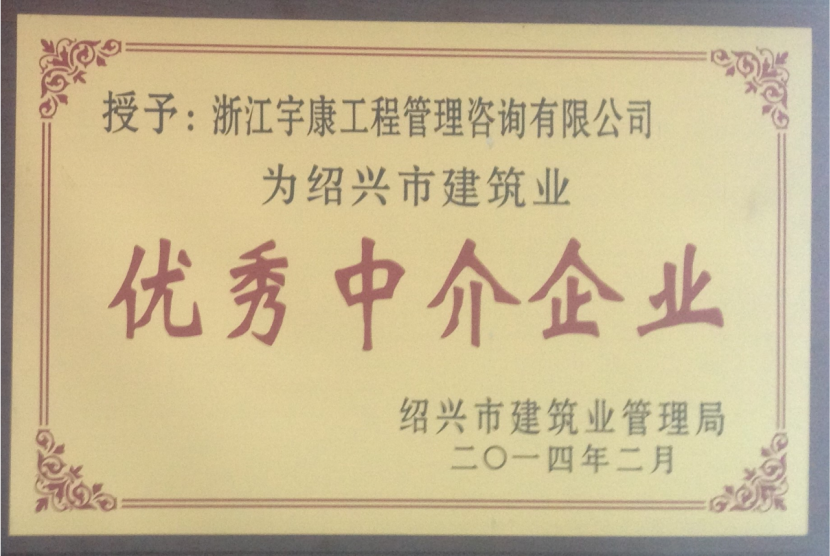 授予：浙江宇康工程管理咨询有限公司
为绍兴市建筑业
优秀中介企业
绍兴市建筑业管理局
二〇一四年二月